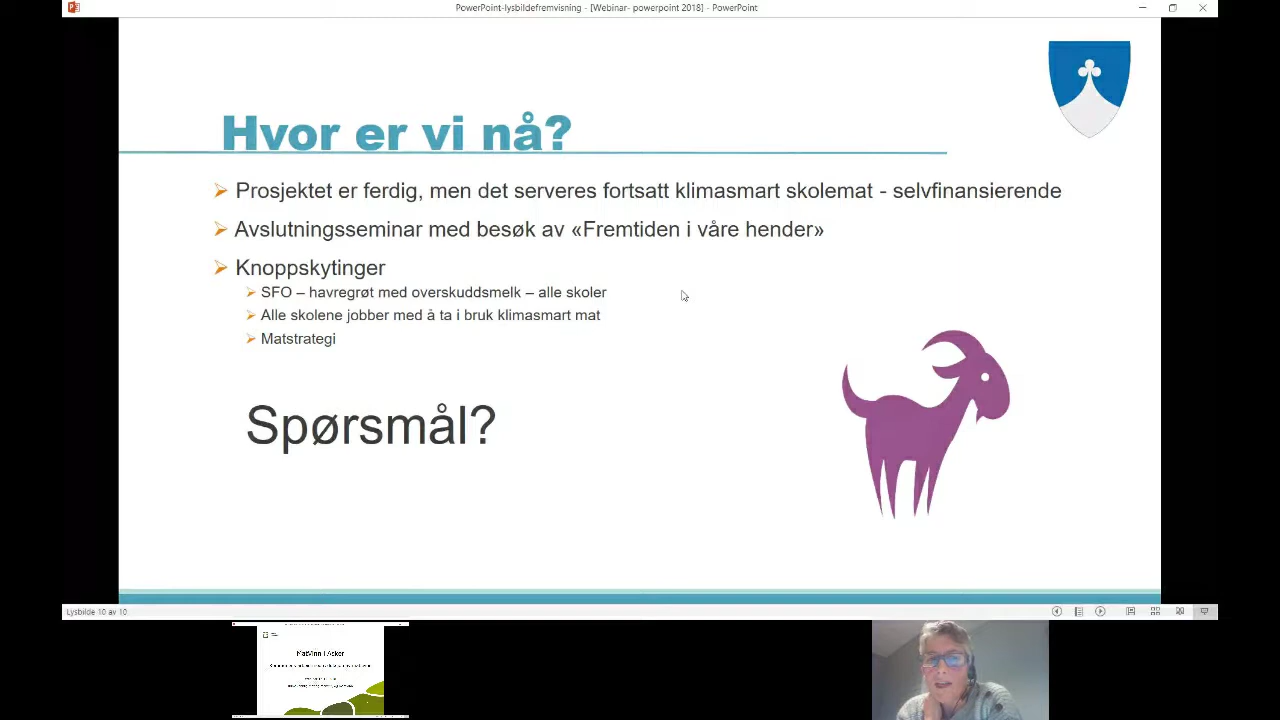 PowerPoint-lysbildefremvisning - [Webinar- powerpoint 2018] - PowerPoint
Hvor er vi nå?
Prosjektet er ferdig, men det serveres fortsatt klimasmart skolemat - selvfinansierende
Avslutningsseminar med besøk av «Fremtiden i våre hender»
Knoppskytinger
SFO – havregrøt med overskuddsmelk – alle skoler
Alle skolene jobber med å ta i bruk klimasmart mat
Matstrategi
Spørsmål?
Lysbilde 10 av 10
MatVinn i Asker